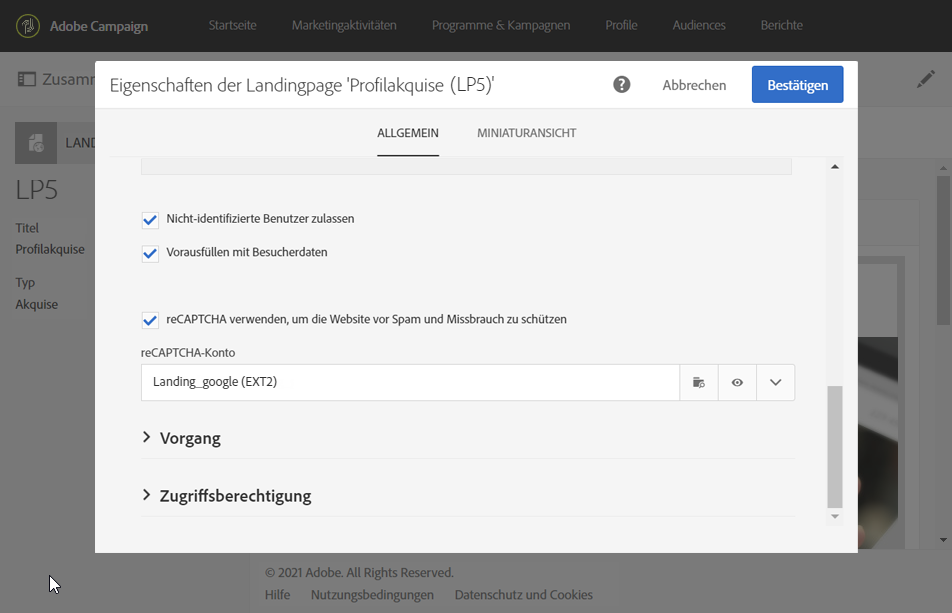 Adobe Campaign
Startseite Marketingaktivitäten Programme & Kampagnen Profile Audiences Berichte
Eigenschaften der Landingpage 'Profilakquise (LP5)'
? Abbrechen Bestätigen
ALLGEMEIN MINIATURANSICHT
LP5
Titel
Profilakquise
Typ
Akquise
Nicht-identifizierte Benutzer zulassen
Vorausfüllen mit Besucherdaten
reCAPTCHA verwenden, um die Website vor Spam und Missbrauch zu schützen
reCAPTCHA-Konto
Landing_google (EXT2)
Vorgang
Zugriffsberechtigung
© 2021 Adobe. All Rights Reserved.
Hilfe Nutzungsbedingungen Datenschutz und Cookies